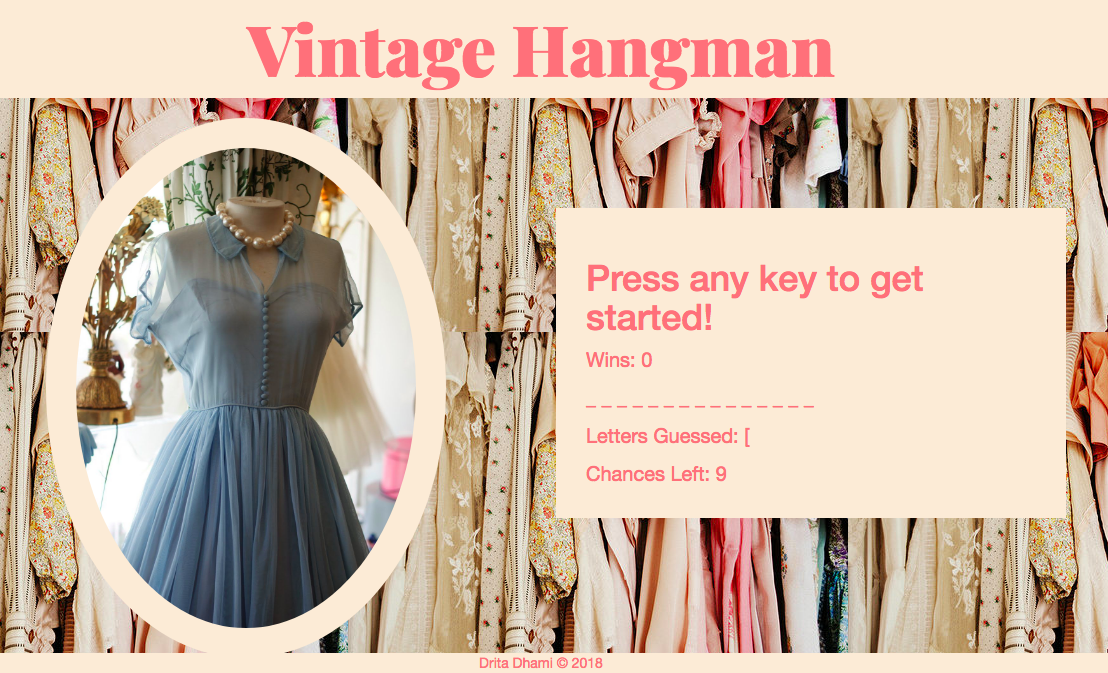 Vintage Hangman
Press any key to get
started!
Wins: 0
_ _ _ _ _ _ _ _ _ _ _ _ _ _ _
Letters Guessed: [
Chances Left: 9
Drita Dhami © 2018